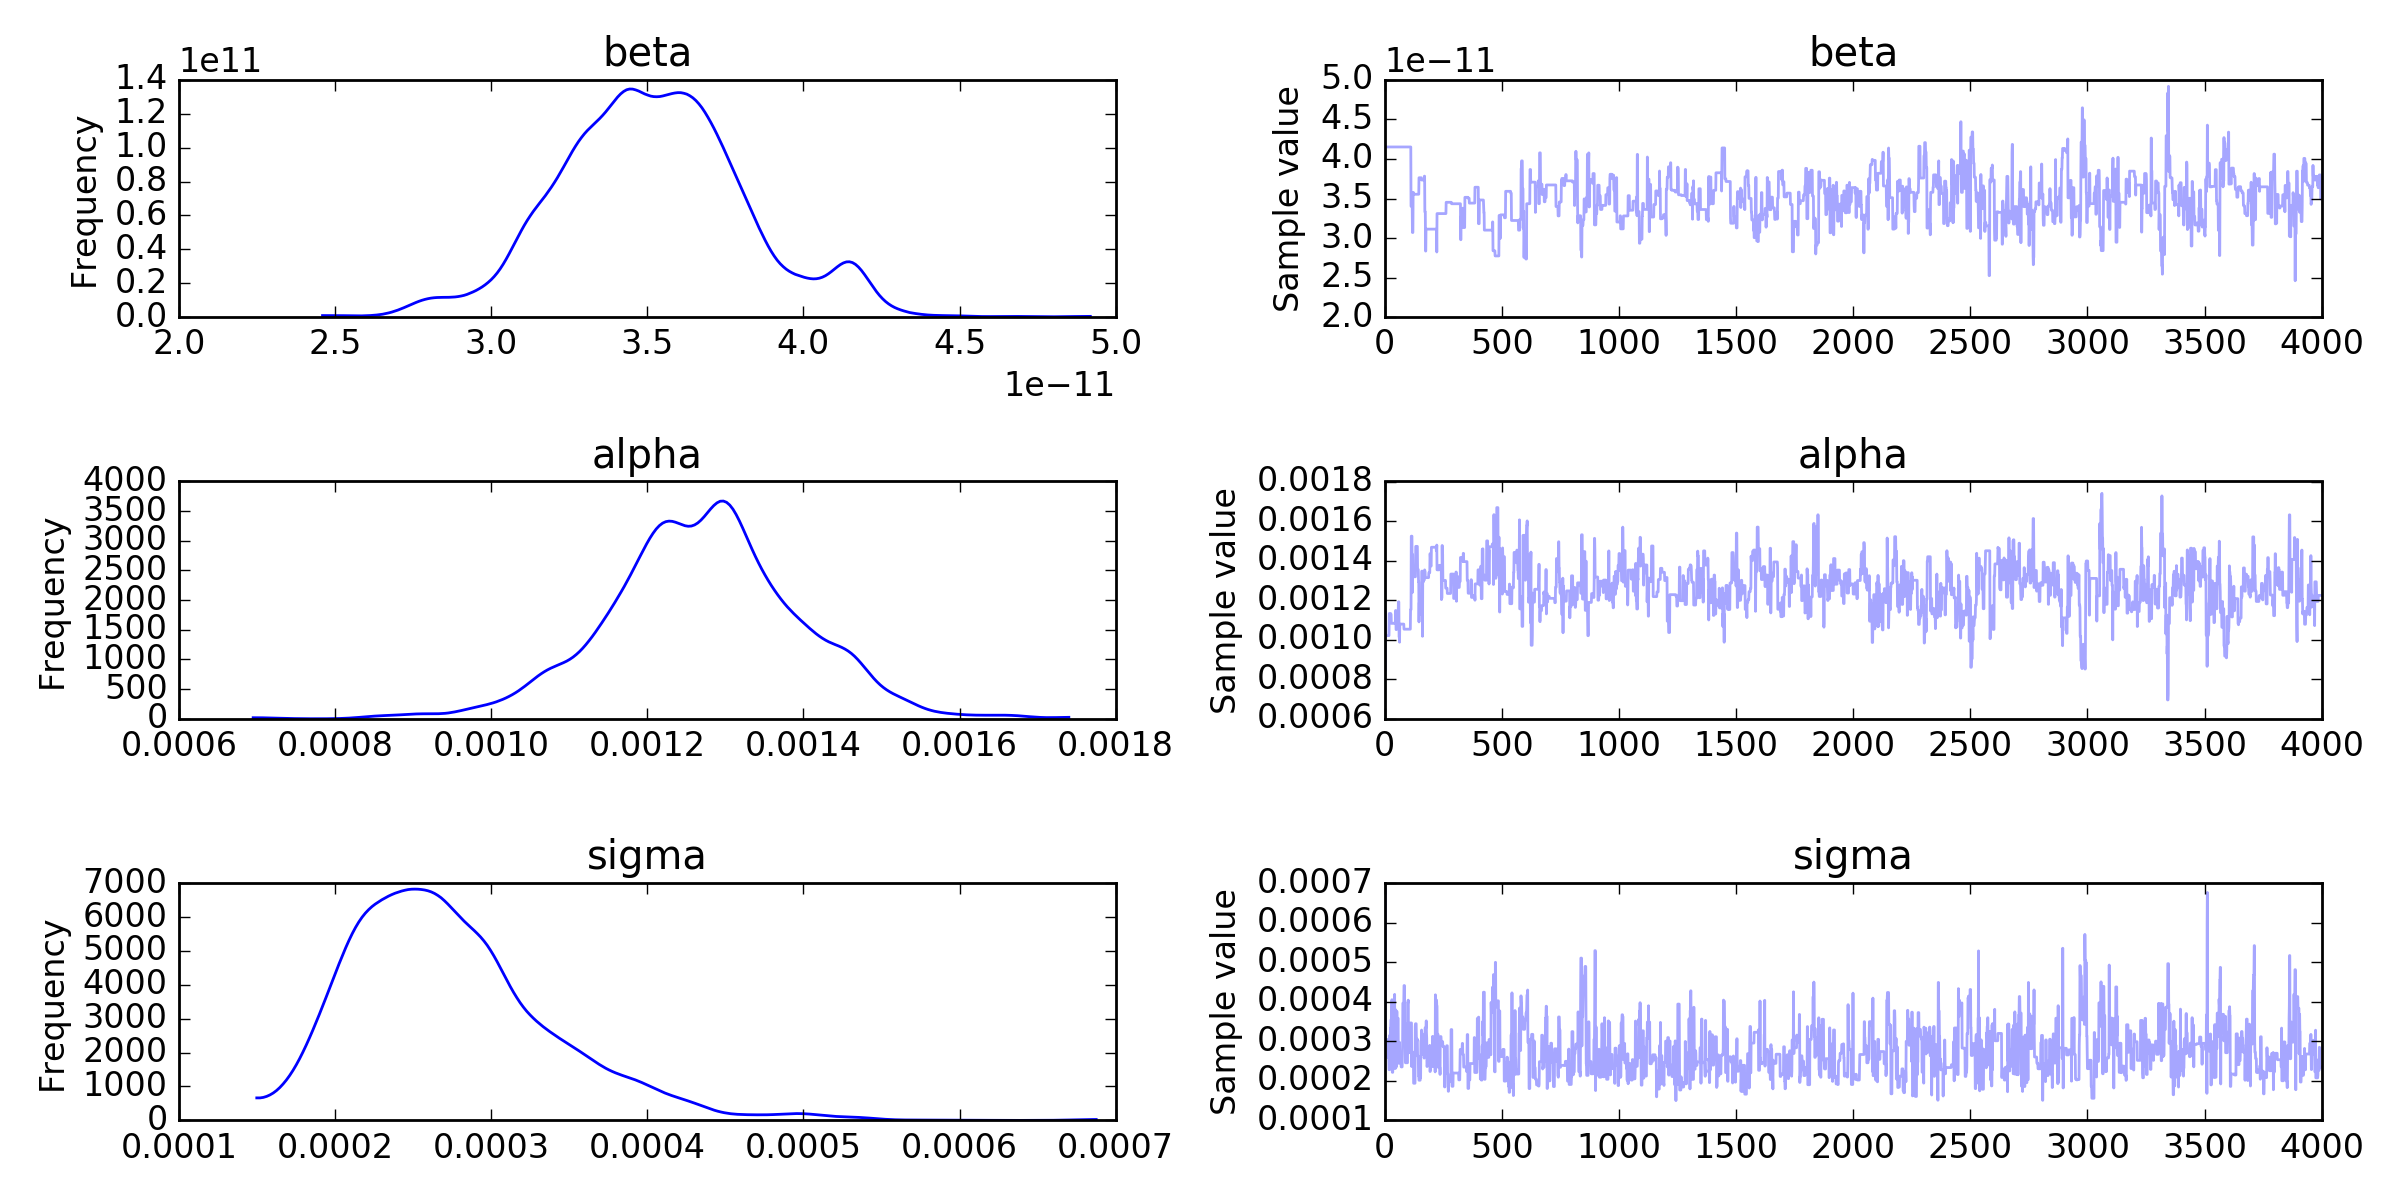 beta
1e11
Frequency
1.4
1.2
1.0
0.8
0.6
0.4
0.2
0.0
2.0 2.5 3.0 3.5 4.0 4.5 5.0
1e−11
beta
1e−11
Sample value
5.0
4.5
4.0
3.5
3.0
2.5
2.0
0 500 1000 1500 2000 2500 3000 3500 4000
alpha
Frequency
4000
3500
3000
2500
2000
1500
1000
500
0
0.0006 0.0008 0.0010 0.0012 0.0014 0.0016 0.0018
alpha
Sample value
0.0018
0.0016
0.0014
0.0012
0.0010
0.0008
0.0006
0 500 1000 1500 2000 2500 3000 3500 4000
sigma
Frequency
7000
6000
5000
4000
3000
2000
1000
0
0.0001 0.0002 0.0003 0.0004 0.0005 0.0006 0.0007
sigma
Sample value
0.0007
0.0006
0.0005
0.0004
0.0003
0.0002
0.0001
0 500 1000 1500 2000 2500 3000 3500 4000